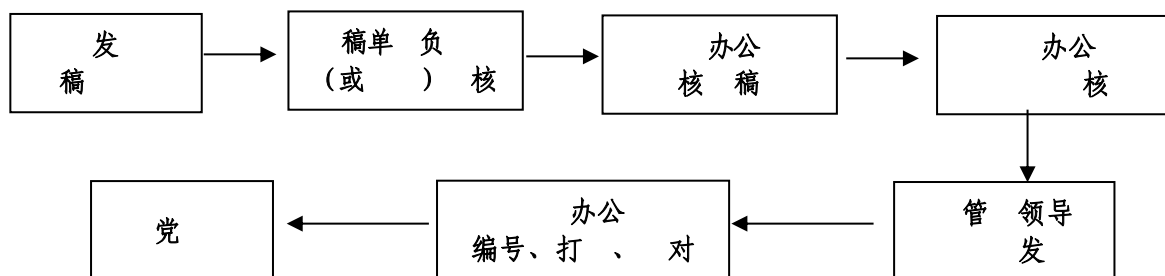 发
稿
稿单 负
(或 ) 核
办公
核 稿
办公
核
管 领导
发
办公
编号、打 、 对
党